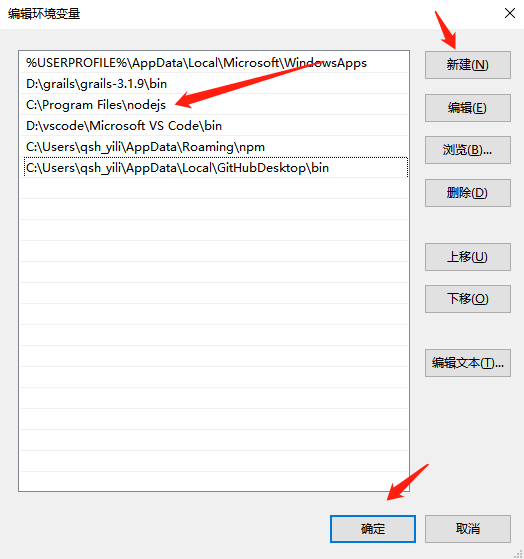 编辑环境变量
%USERPROFILE%\AppData\Local\Microsoft\WindowsApps
D:\grails\grails-3.1.9\bin
C:\Program Files\nodejs
D:\vscode\Microsoft VS Code\bin
C:\Users\qsh_yili\AppData\Roaming\npm
C:\Users\qsh_yili\AppData\Local\GitHubDesktop\bin
新建(N)
编辑(E)
浏览(B)...
删除(D)
上移(U)
下移(O)
编辑文本(T)...
确定
取消